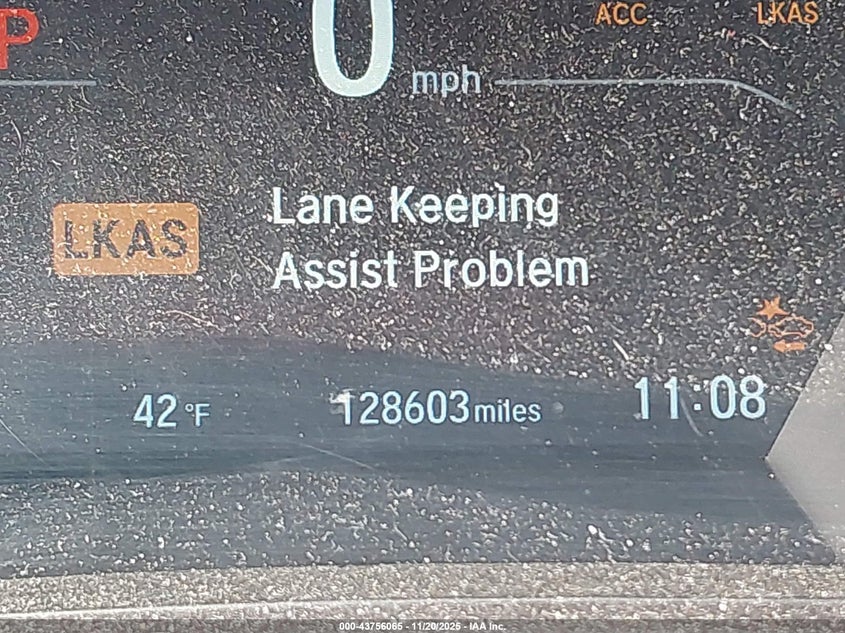 P
0 mph
ACC
LKAS
LKAS
Lane Keeping
Assist Problem
42 °F
128603 miles
11:08
000-43756065 - 11/20/2025 - IAA Inc.